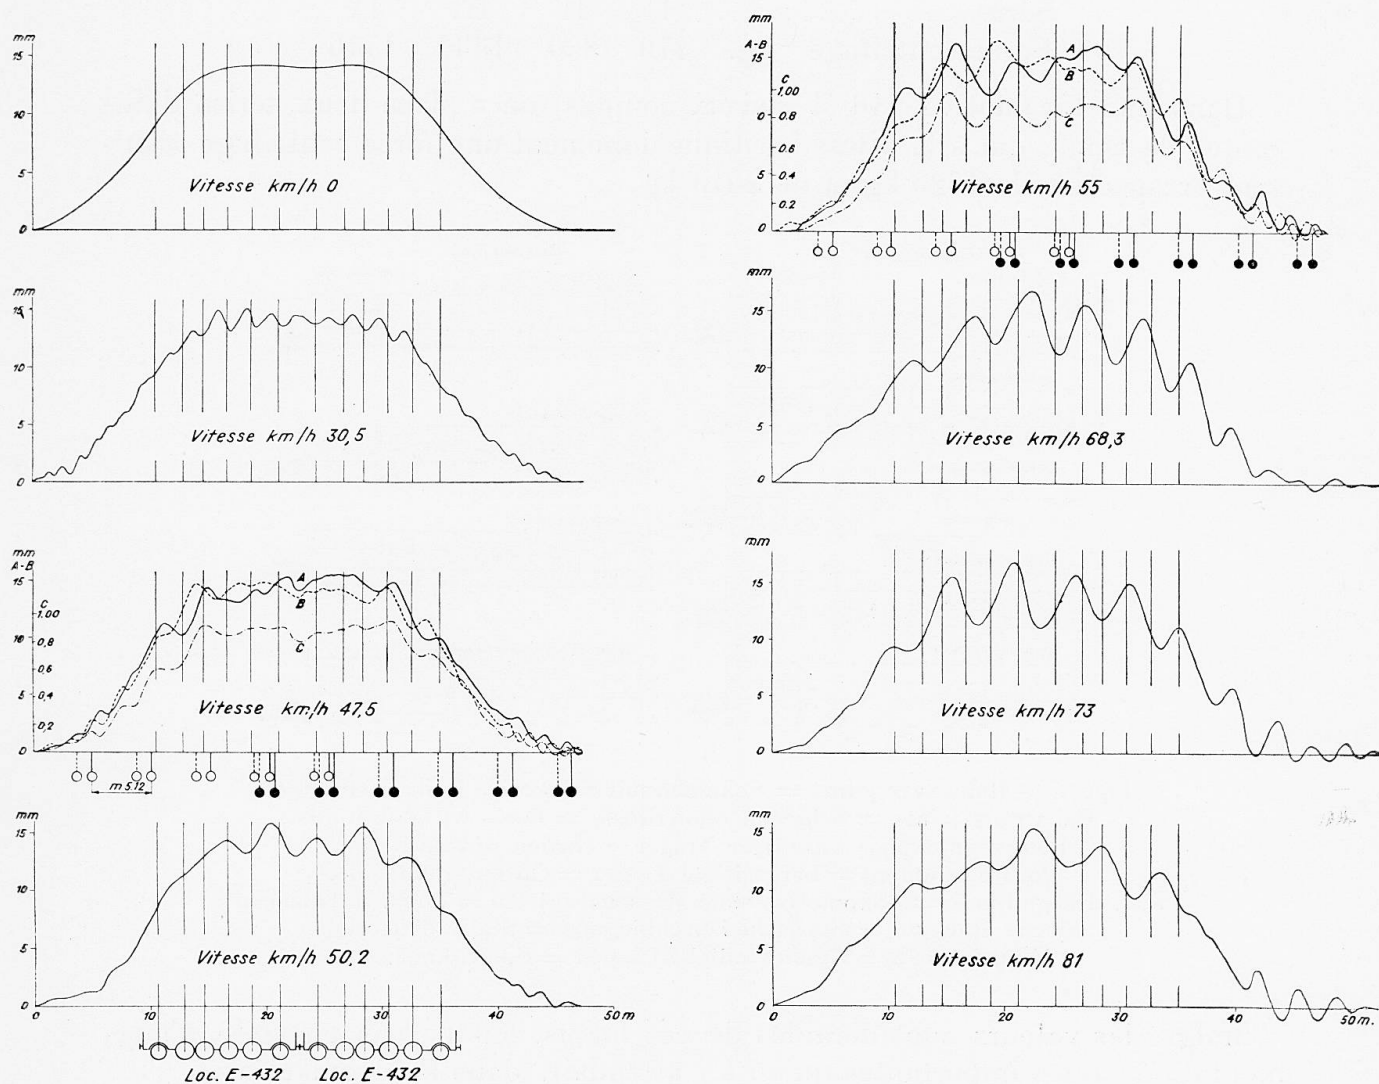 mm
15
10
5
0
Vitesse km/h 0
50
mm
15
5
0
Vitesse km/h 30,5
mm
A-B
15
C
1,00
10
0,8
0,6
5
0,4
0,2
0
A
B
C
Vitesse km/h 47,5
m 5.12
mm
15
10
5
0
Vitesse km/h 50,2
0 10 20 30 40 50 m
Loc. E-432 Loc. E-432
mm
A-B
15
C
1,00
0 0.8
0.6
5 0.4
0.2
0
A
B
C
Vitesse km/h 55
mm
15
10
5
0
Vitesse km/h 68,3
mm
15
10
5
0
Vitesse km/h 73
mm
15
10
5
0
Vitesse km/h 81
0 10 20 30 40 50 m.